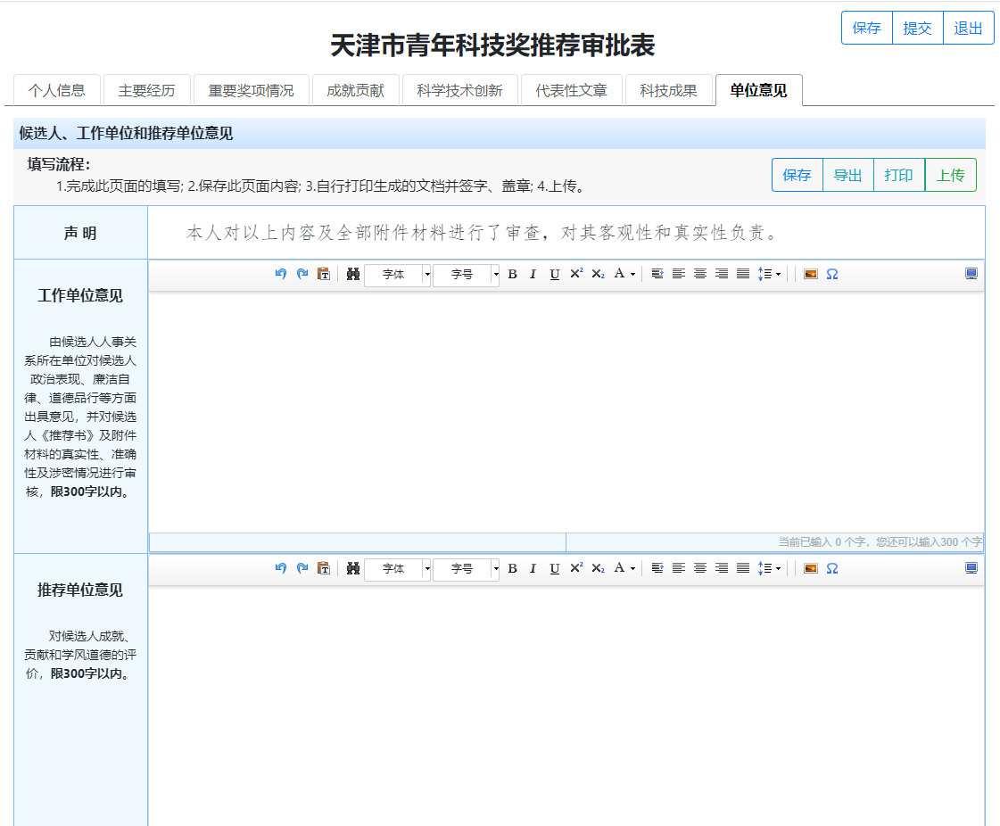 保存 提交 退出
天津市青年科技奖推荐审批表
个人信息 主要经历 重要奖项情况 成就贡献 科学技术创新 代表性文章 科技成果 单位意见
候选人、工作单位和推荐单位意见
填写流程：
1.完成此页面的填写; 2.保存此页面内容; 3.自行打印生成的文档并签字、盖章; 4.上传。
保存 导出 打印 上传
声 明
本人对以上内容及全部附件材料进行了审查，对其客观性和真实性负责。
字体 字号 B I U X² X₂ A Ω
工作单位意见
由候选人人事关
系所在单位对候选人
政治表现、廉洁自
律、道德品行等方面
出具意见，并对候选
人《推荐书》及附件
材料的真实性、准确
性及涉密情况进行审
核，限300字以内。
当前已输入 0 个字，您还可以输入300 个字
字体 字号 B I U X² X₂ A Ω
推荐单位意见
对候选人成就、
贡献和学风道德的评
价，限300字以内。